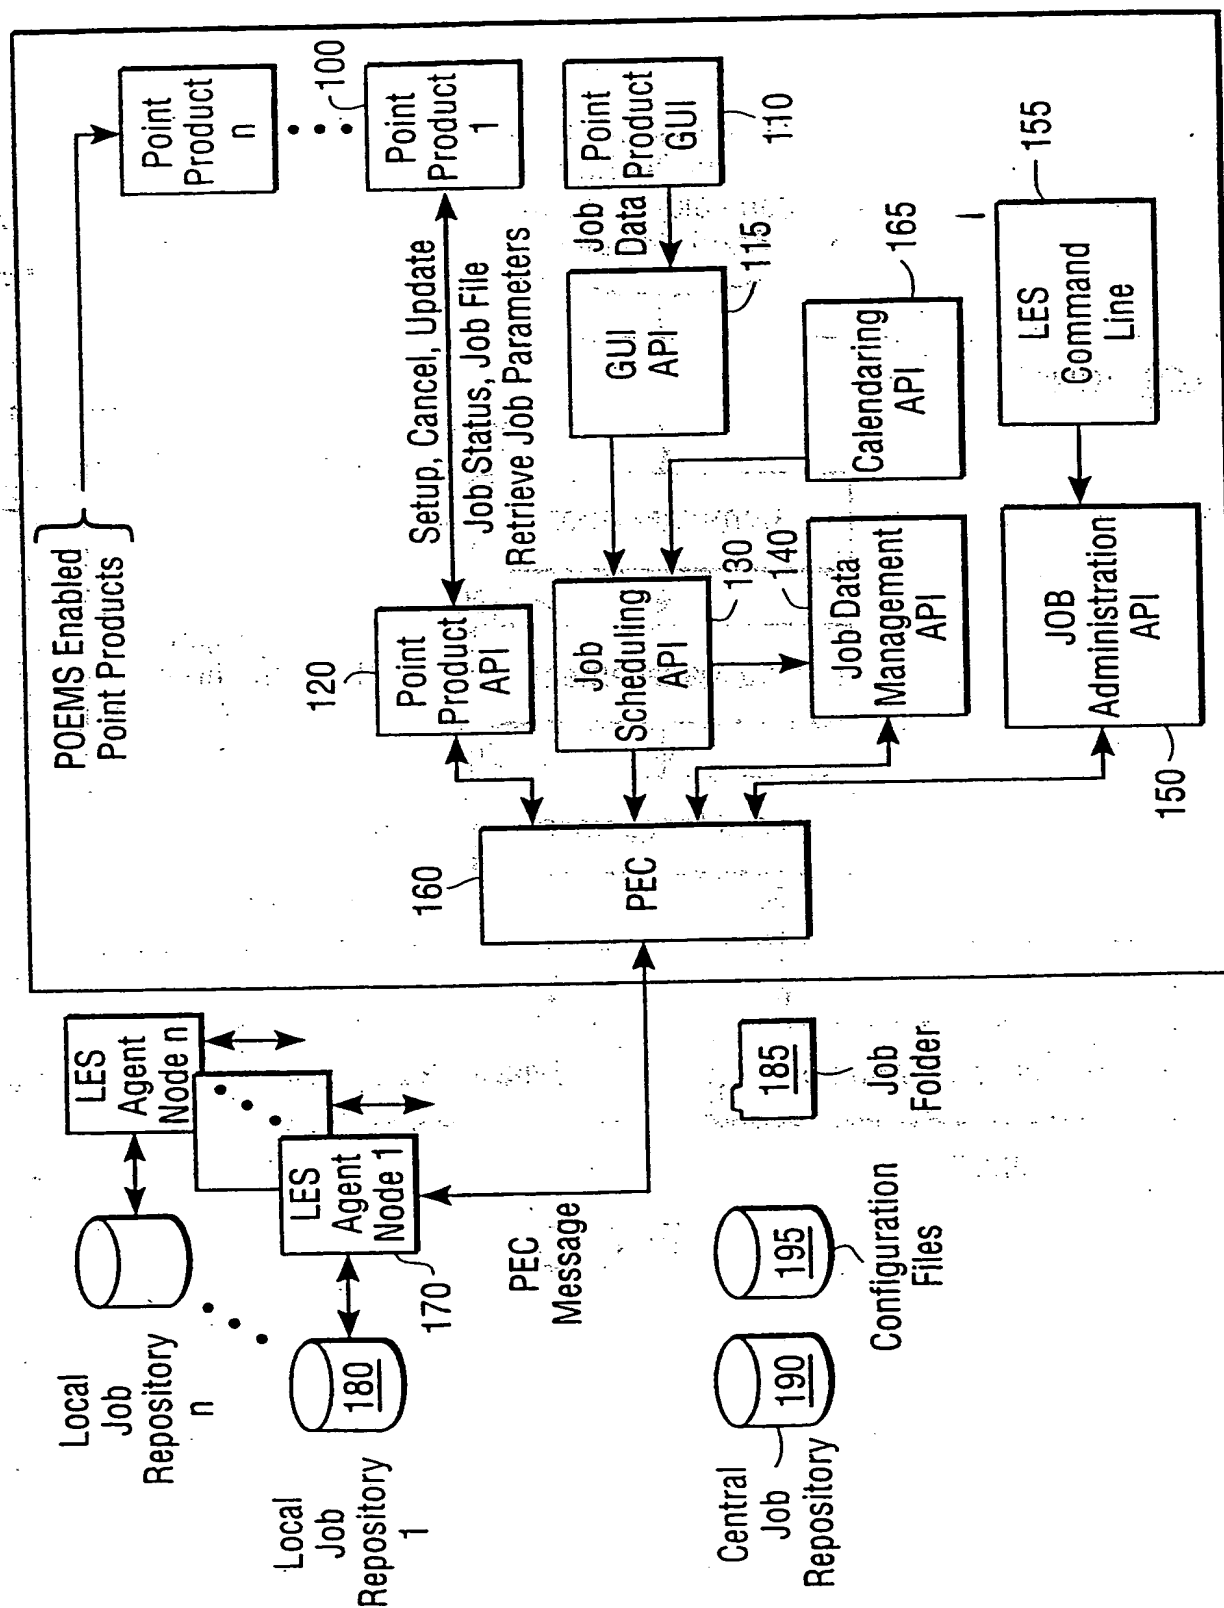 POEMS Enabled
Point Products
Point
Product
n
100
Point
Product
1
Setup, Cancel, Update
Job Status, Job File
Retrieve Job Parameters
120
Point
Product
API
Point
Product
GUI
110
Job
Data
GUI
API
115
Job
Scheduling
API
130
Calendaring
API
165
140
Job Data
Management
API
LES
Command
Line
155
JOB
Administration
API
150
160
PEC
LES
Agent
Node n
LES
Agent
Node 1
170
PEC
Message
Local
Job
Repository
n
180
Local
Job
Repository
1
185
Job
Folder
195
Configuration
Files
190
Central
Job
Repository